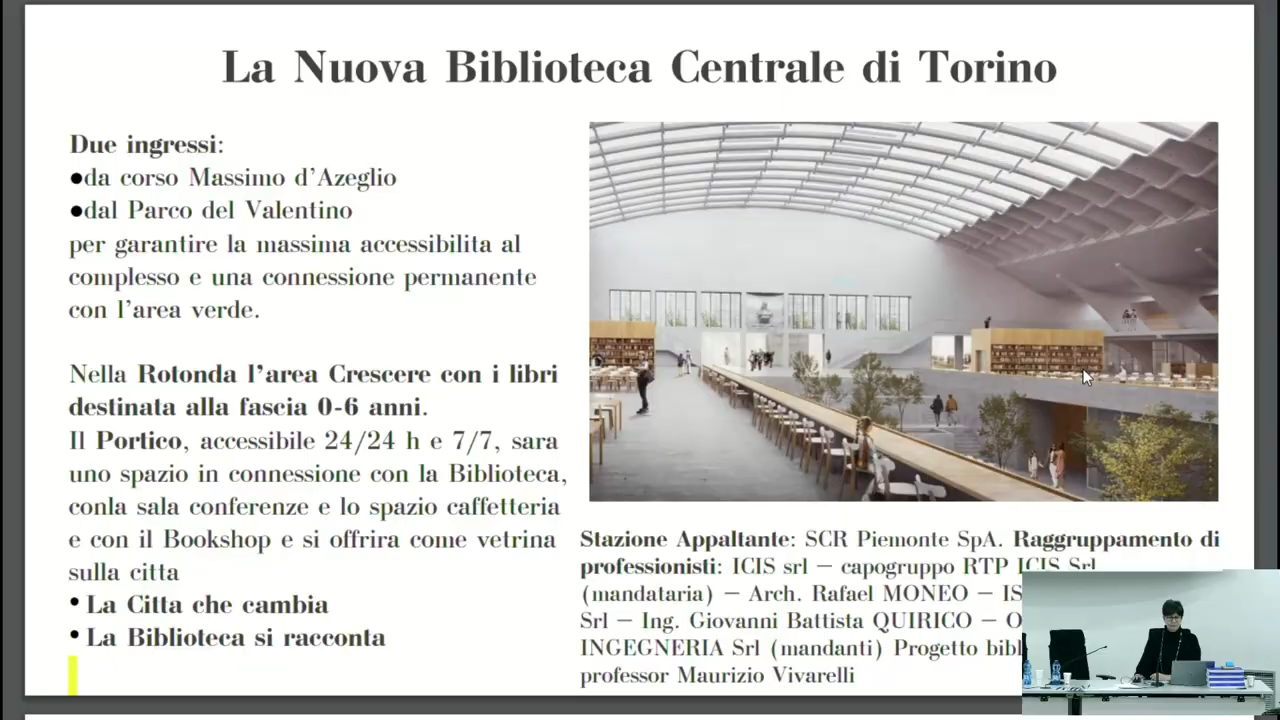 La Nuova Biblioteca Centrale di Torino
Due ingressi:
●da corso Massimo d'Azeglio
●dal Parco del Valentino
per garantire la massima accessibilita al
complesso e una connessione permanente
con l'area verde.
Nella Rotonda l'area Crescere con i libri
destinata alla fascia 0-6 anni.
Il Portico, accessibile 24/24 h e 7/7, sara
uno spazio in connessione con la Biblioteca,
conla sala conferenze e lo spazio caffetteria
e con il Bookshop e si offrira come vetrina
sulla citta
• La Citta che cambia
• La Biblioteca si racconta
Stazione Appaltante: SCR Piemonte SpA. Raggruppamento di
professionisti: ICIS srl – capogruppo RTP ICIS Srl
(mandataria) – Arch. Rafael MONEO – IS
Srl – Ing. Giovanni Battista QUIRICO – O
INGEGNERIA Srl (mandanti) Progetto bibl
professor Maurizio Vivarelli